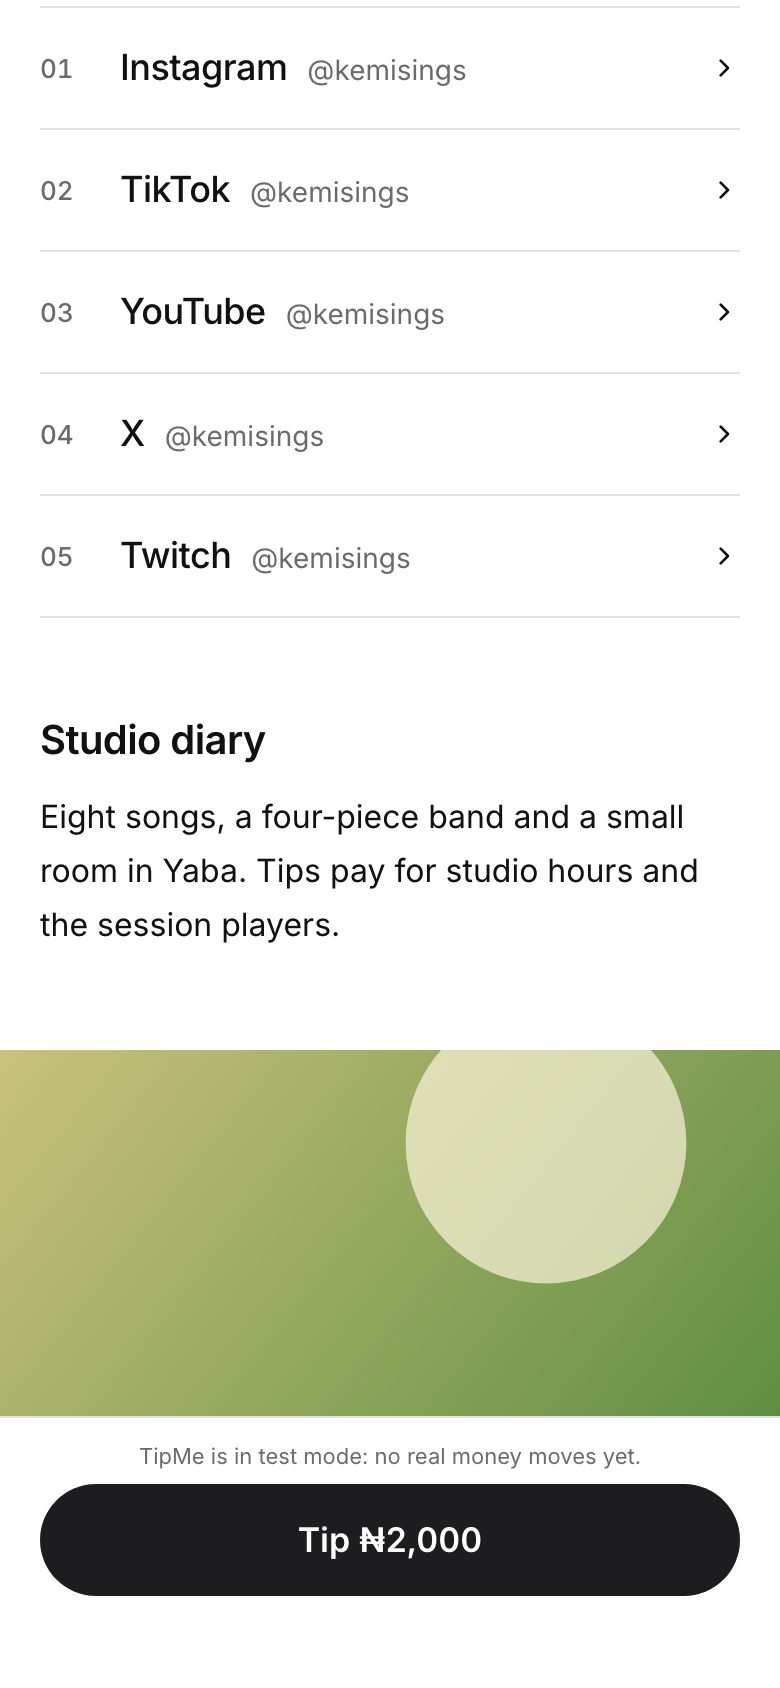 01 Instagram @kemisings
02 TikTok @kemisings
03 YouTube @kemisings
04 X @kemisings
05 Twitch @kemisings
Studio diary
Eight songs, a four-piece band and a small
room in Yaba. Tips pay for studio hours and
the session players.
TipMe is in test mode: no real money moves yet.
Tip ₦2,000